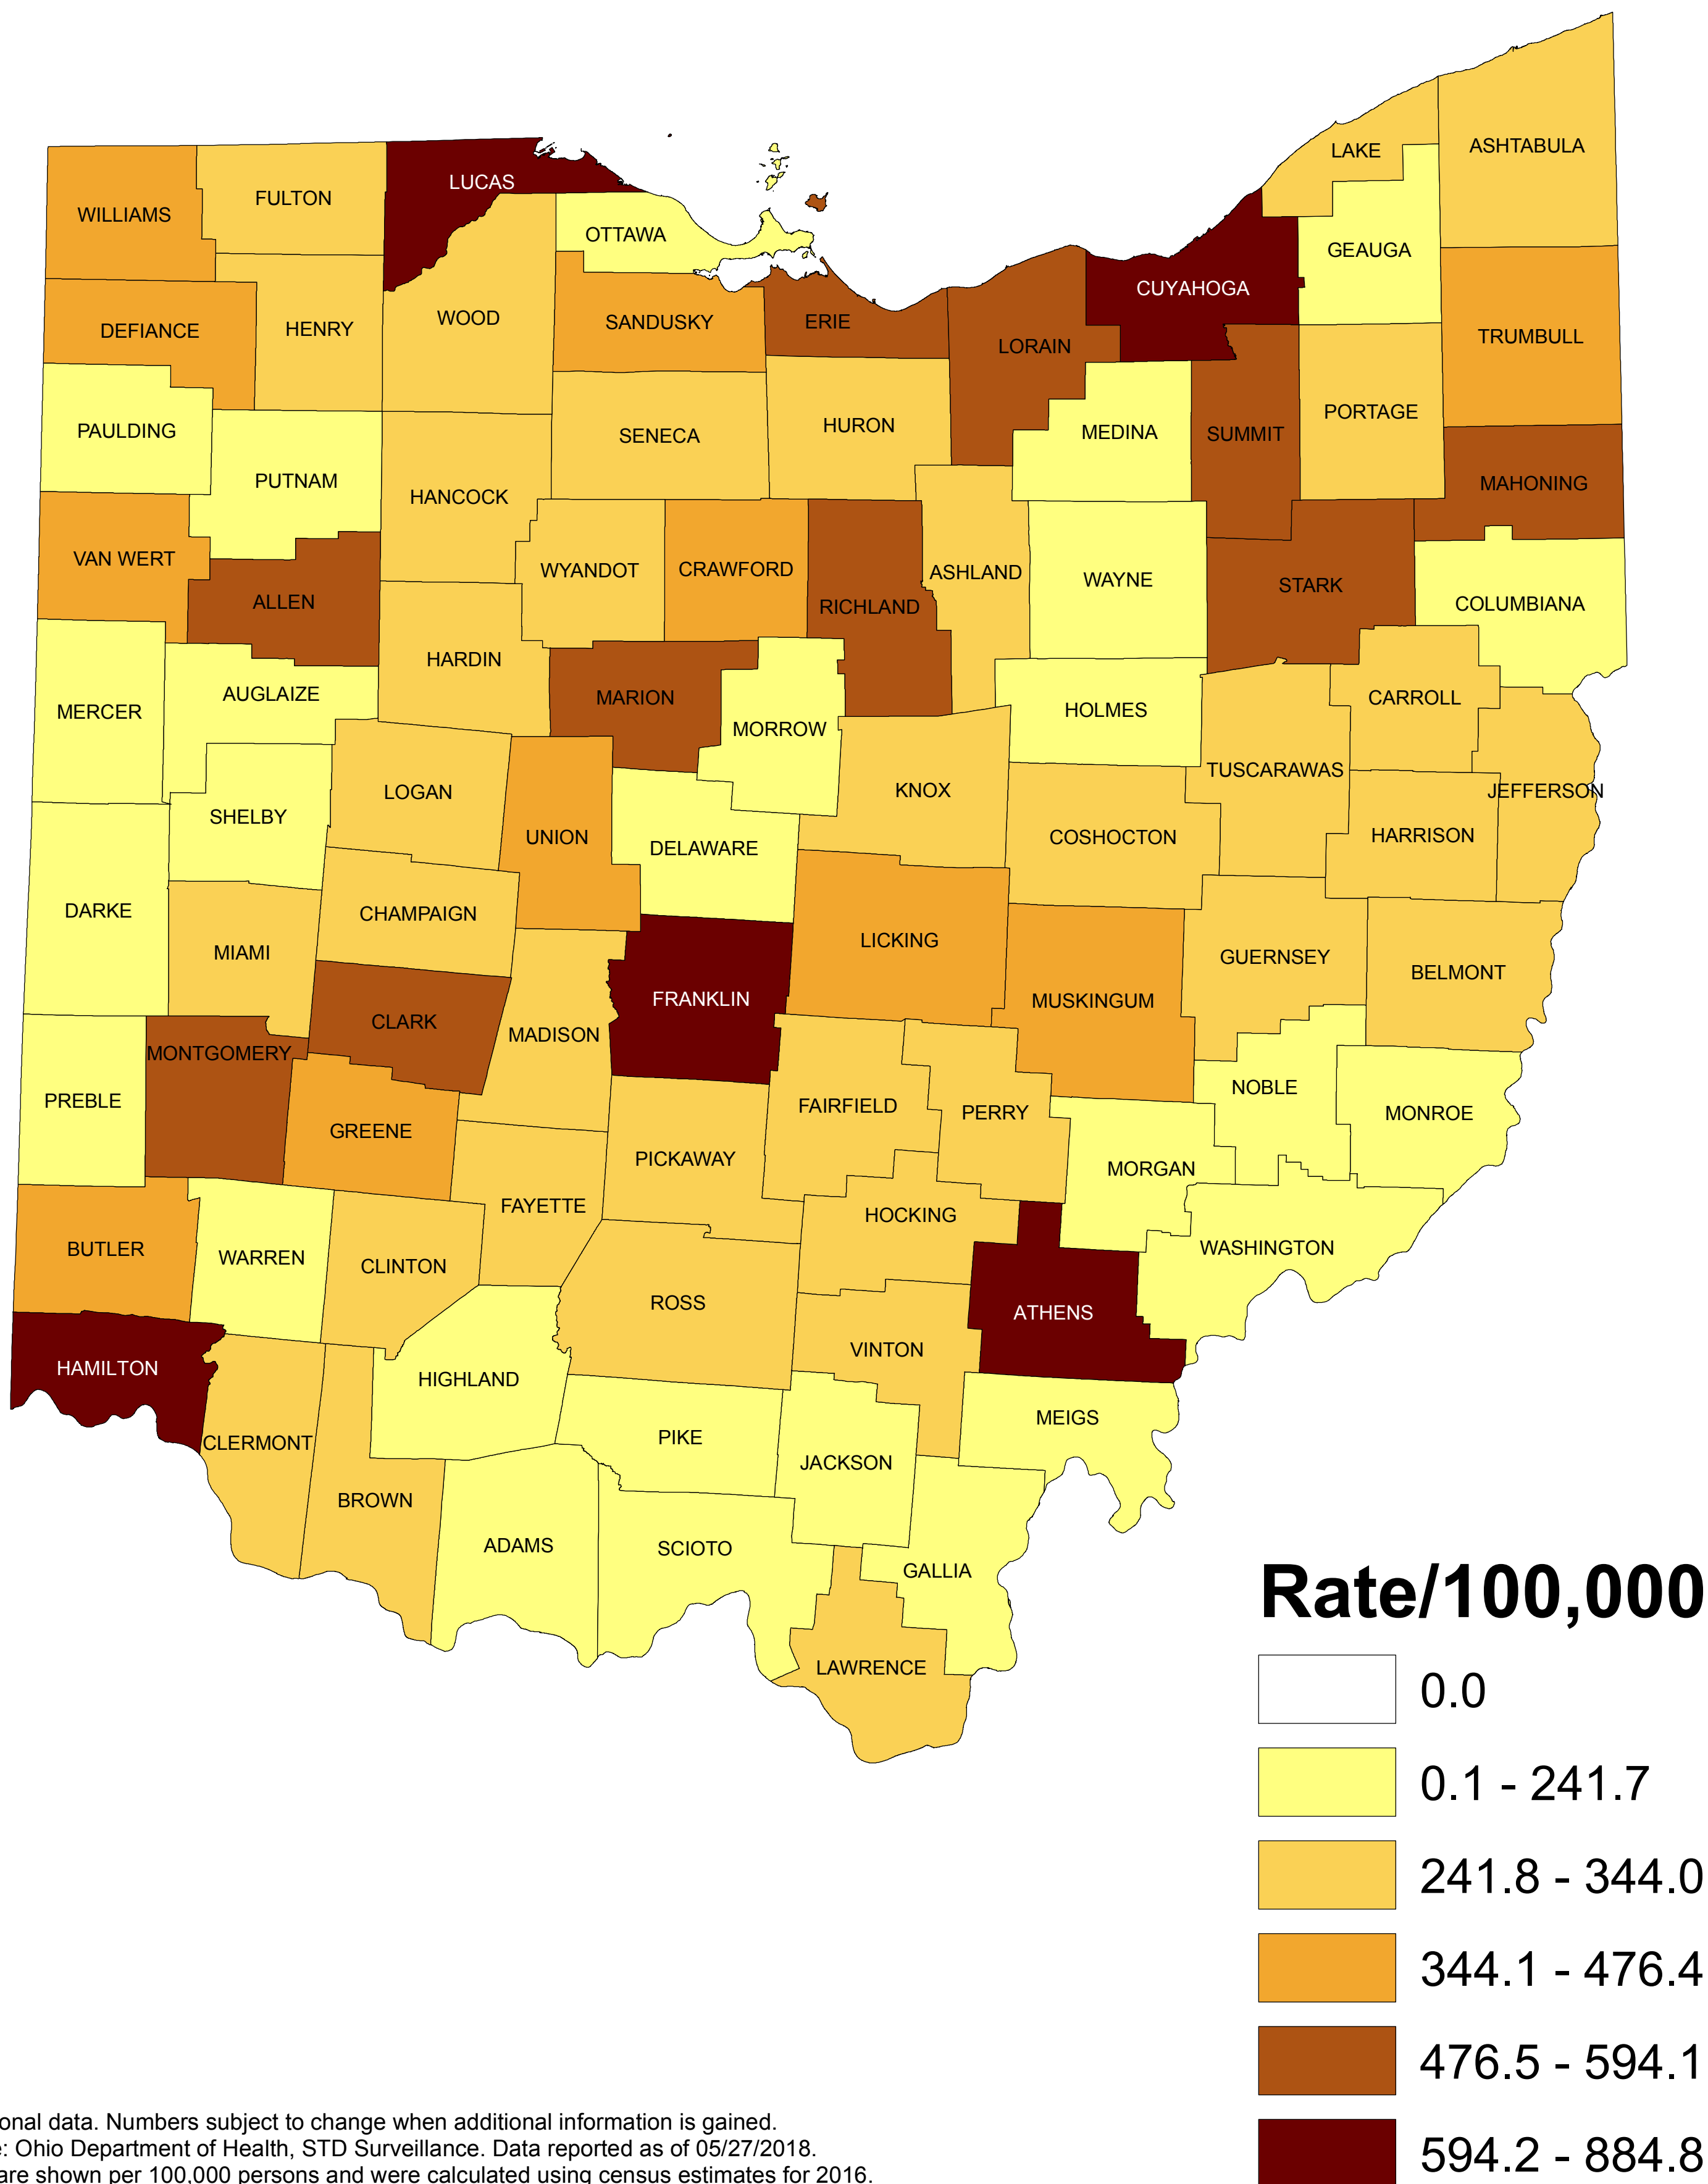 ASHTABULA
LAKE
LUCAS
FULTON
WILLIAMS
OTTAWA
GEAUGA
CUYAHOGA
WOOD
SANDUSKY
ERIE
HENRY
DEFIANCE
TRUMBULL
LORAIN
PORTAGE
HURON
PAULDING
MEDINA
SUMMIT
SENECA
PUTNAM
MAHONING
HANCOCK
VAN WERT
CRAWFORD
WYANDOT
ASHLAND
WAYNE
STARK
ALLEN
COLUMBIANA
RICHLAND
HARDIN
AUGLAIZE
MARION
CARROLL
MERCER
HOLMES
MORROW
TUSCARAWAS
KNOX
JEFFERSON
LOGAN
SHELBY
HARRISON
UNION
COSHOCTON
DELAWARE
DARKE
CHAMPAIGN
LICKING
MIAMI
GUERNSEY
BELMONT
FRANKLIN
MUSKINGUM
CLARK
MADISON
MONTGOMERY
NOBLE
PREBLE
FAIRFIELD
PERRY
MONROE
GREENE
PICKAWAY
MORGAN
FAYETTE
HOCKING
BUTLER
WASHINGTON
WARREN
CLINTON
ROSS
ATHENS
VINTON
HAMILTON
HIGHLAND
MEIGS
PIKE
CLERMONT
JACKSON
BROWN
ADAMS
SCIOTO
GALLIA
LAWRENCE
Rate/100,000
0.0
0.1 - 241.7
241.8 - 344.0
344.1 - 476.4
476.5 - 594.1
594.2 - 884.8
onal data. Numbers subject to change when additional information is gained.
e: Ohio Department of Health, STD Surveillance. Data reported as of 05/27/2018.
are shown per 100,000 persons and were calculated using census estimates for 2016.